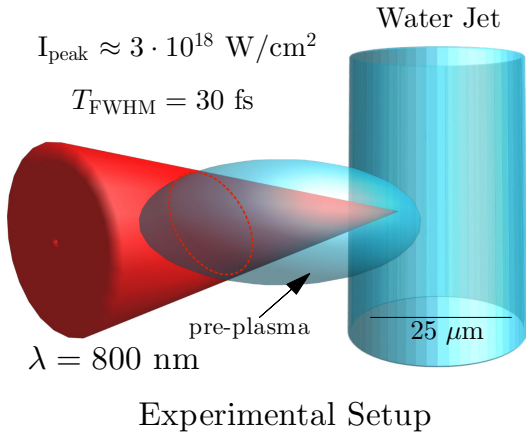 Water Jet
I_peak ≈ 3 · 10^18 W/cm^2
T_FWHM = 30 fs
pre-plasma
25 μm
λ = 800 nm
Experimental Setup